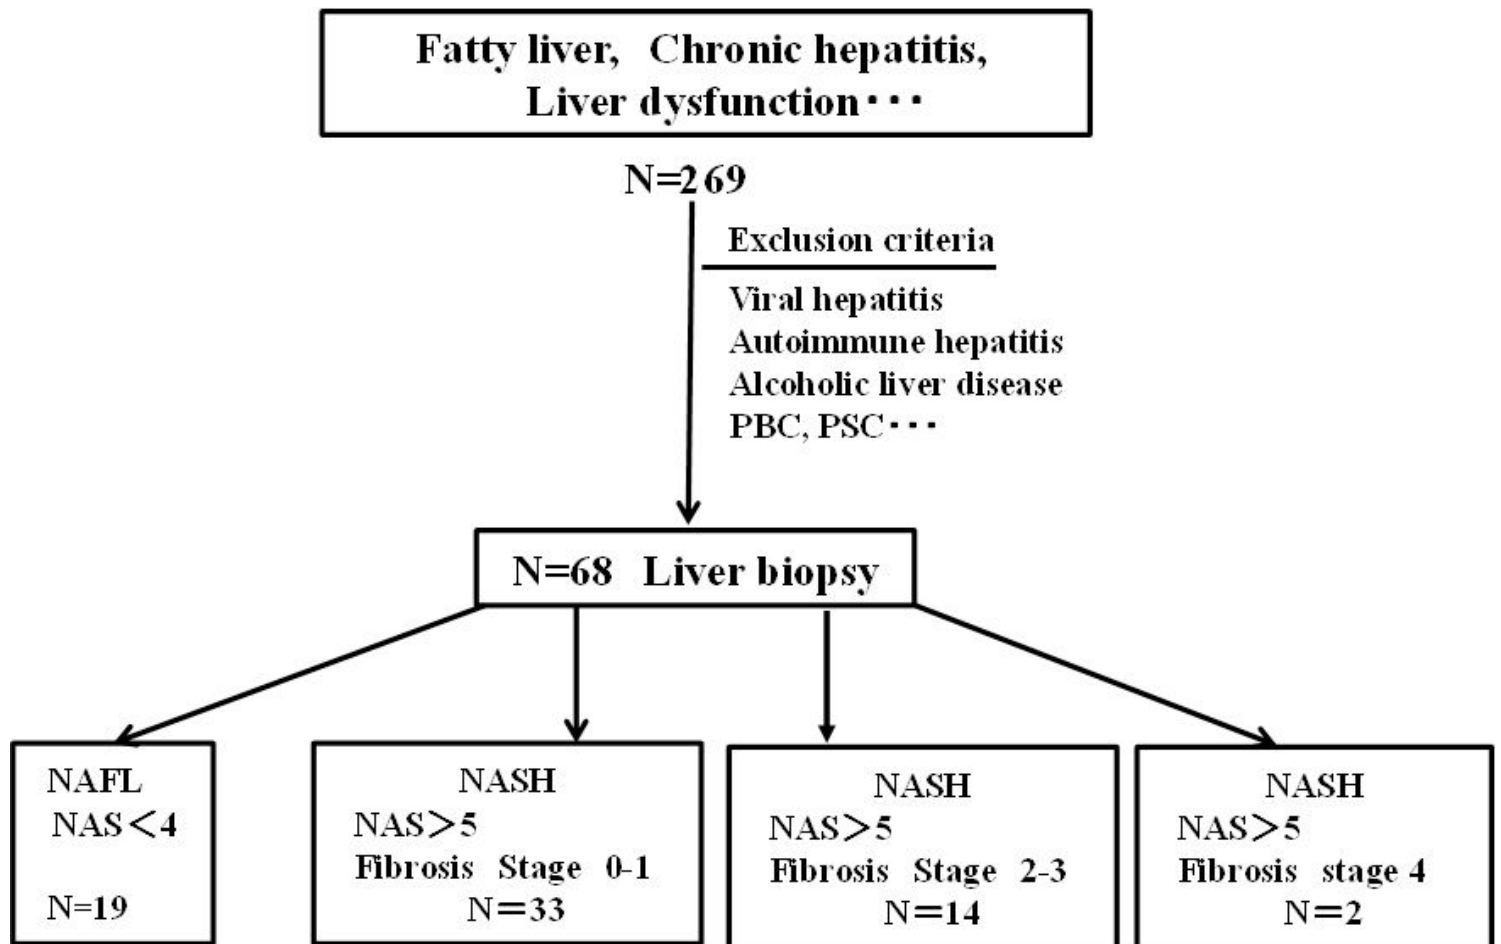 Fatty liver, Chronic hepatitis,
Liver dysfunction・・・
N=269
Exclusion criteria
Viral hepatitis
Autoimmune hepatitis
Alcoholic liver disease
PBC, PSC・・・
N=68 Liver biopsy
NAFL
NAS＜4
N=19
NASH
NAS＞5
Fibrosis Stage 0-1
N＝33
NASH
NAS＞5
Fibrosis Stage 2-3
N＝14
NASH
NAS＞5
Fibrosis stage 4
N＝2